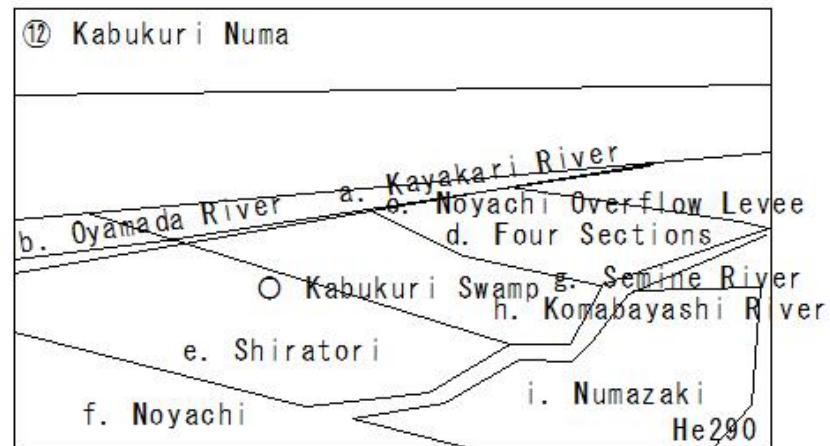 ⑫ Kabukuri Numa
a. Kayakari River
b. Oyamada River
c. Noyachi Overflow Levee
d. Four Sections
g. Semine River
○ Kabukuri Swamp
h. Komabayashi River
e. Shiratori
i. Numazaki
f. Noyachi
He290